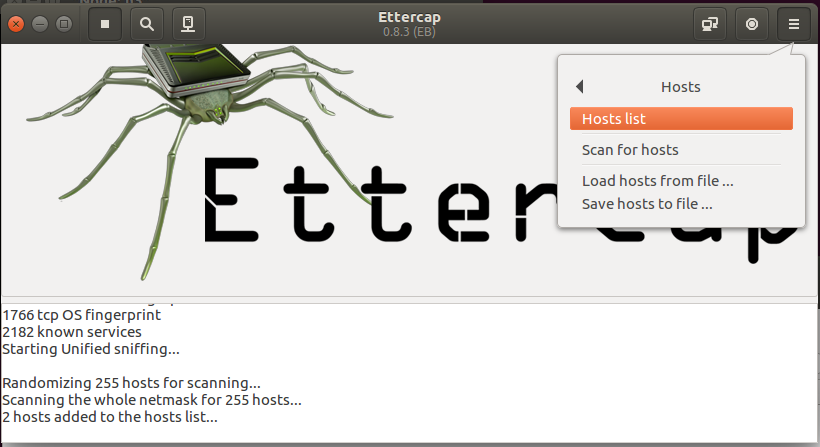 Ettercap
0.8.3 (EB)
Hosts
Hosts list
Scan for hosts
Load hosts from file ...
Save hosts to file ...
Ettercap
1766 tcp OS fingerprint
2182 known services
Starting Unified sniffing...
Randomizing 255 hosts for scanning...
Scanning the whole netmask for 255 hosts...
2 hosts added to the hosts list...